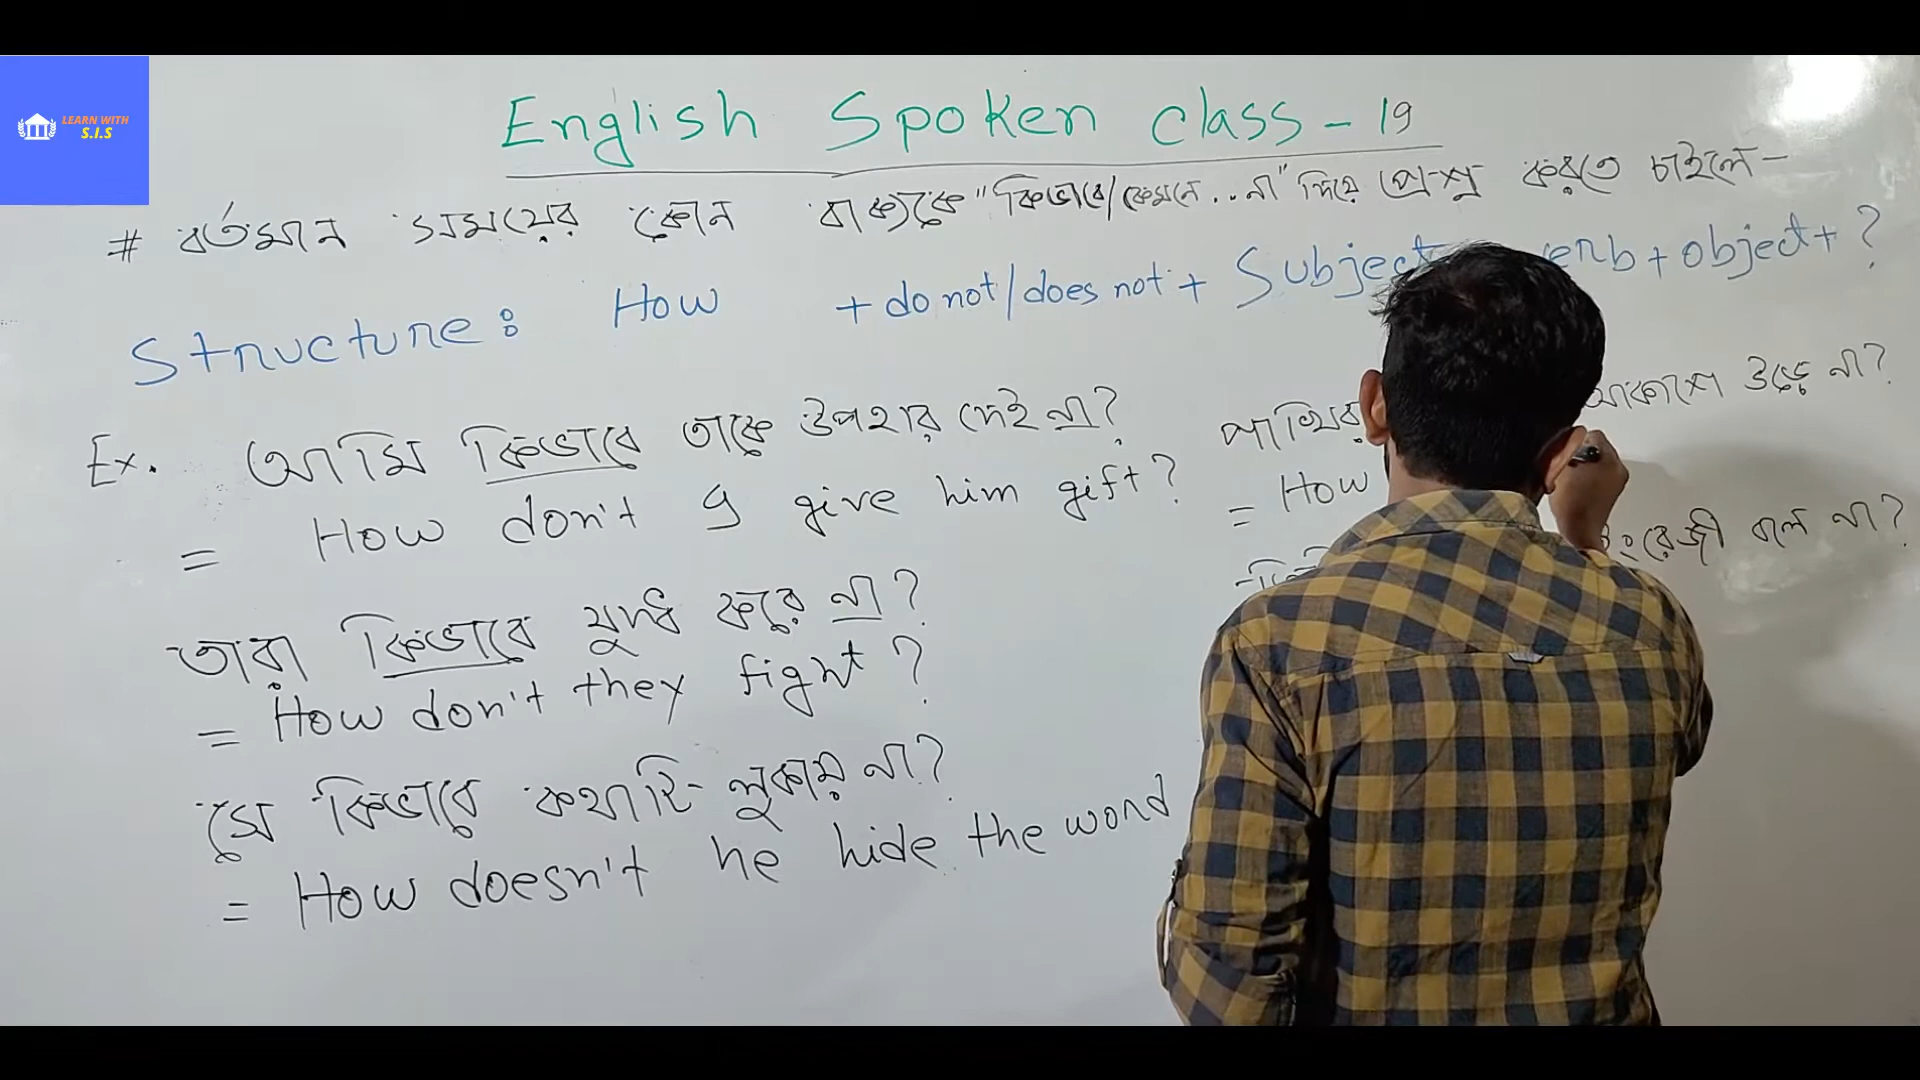 LEARN WITH
S.I.S
English Spoken class - 19
# বর্তমান সময়ের কোন বাক্যকে "কিভাবে/কেমনে...না" দিয়ে প্রশ্ন করতে চাইলে-
Structure: How + do not/does not + Subject erb + object + ?
Ex. আমি কিভাবে তাকে উপহার দেই না?
= How don't I give him gift?
তারা কিভাবে যুদ্ধ করে না?
= How don't they fight?
সে কিভাবে কথাটি লুকায় না?
= How doesn't he hide the word
আকাশে উড়ে না?
= How
ইংরেজী বলে না?